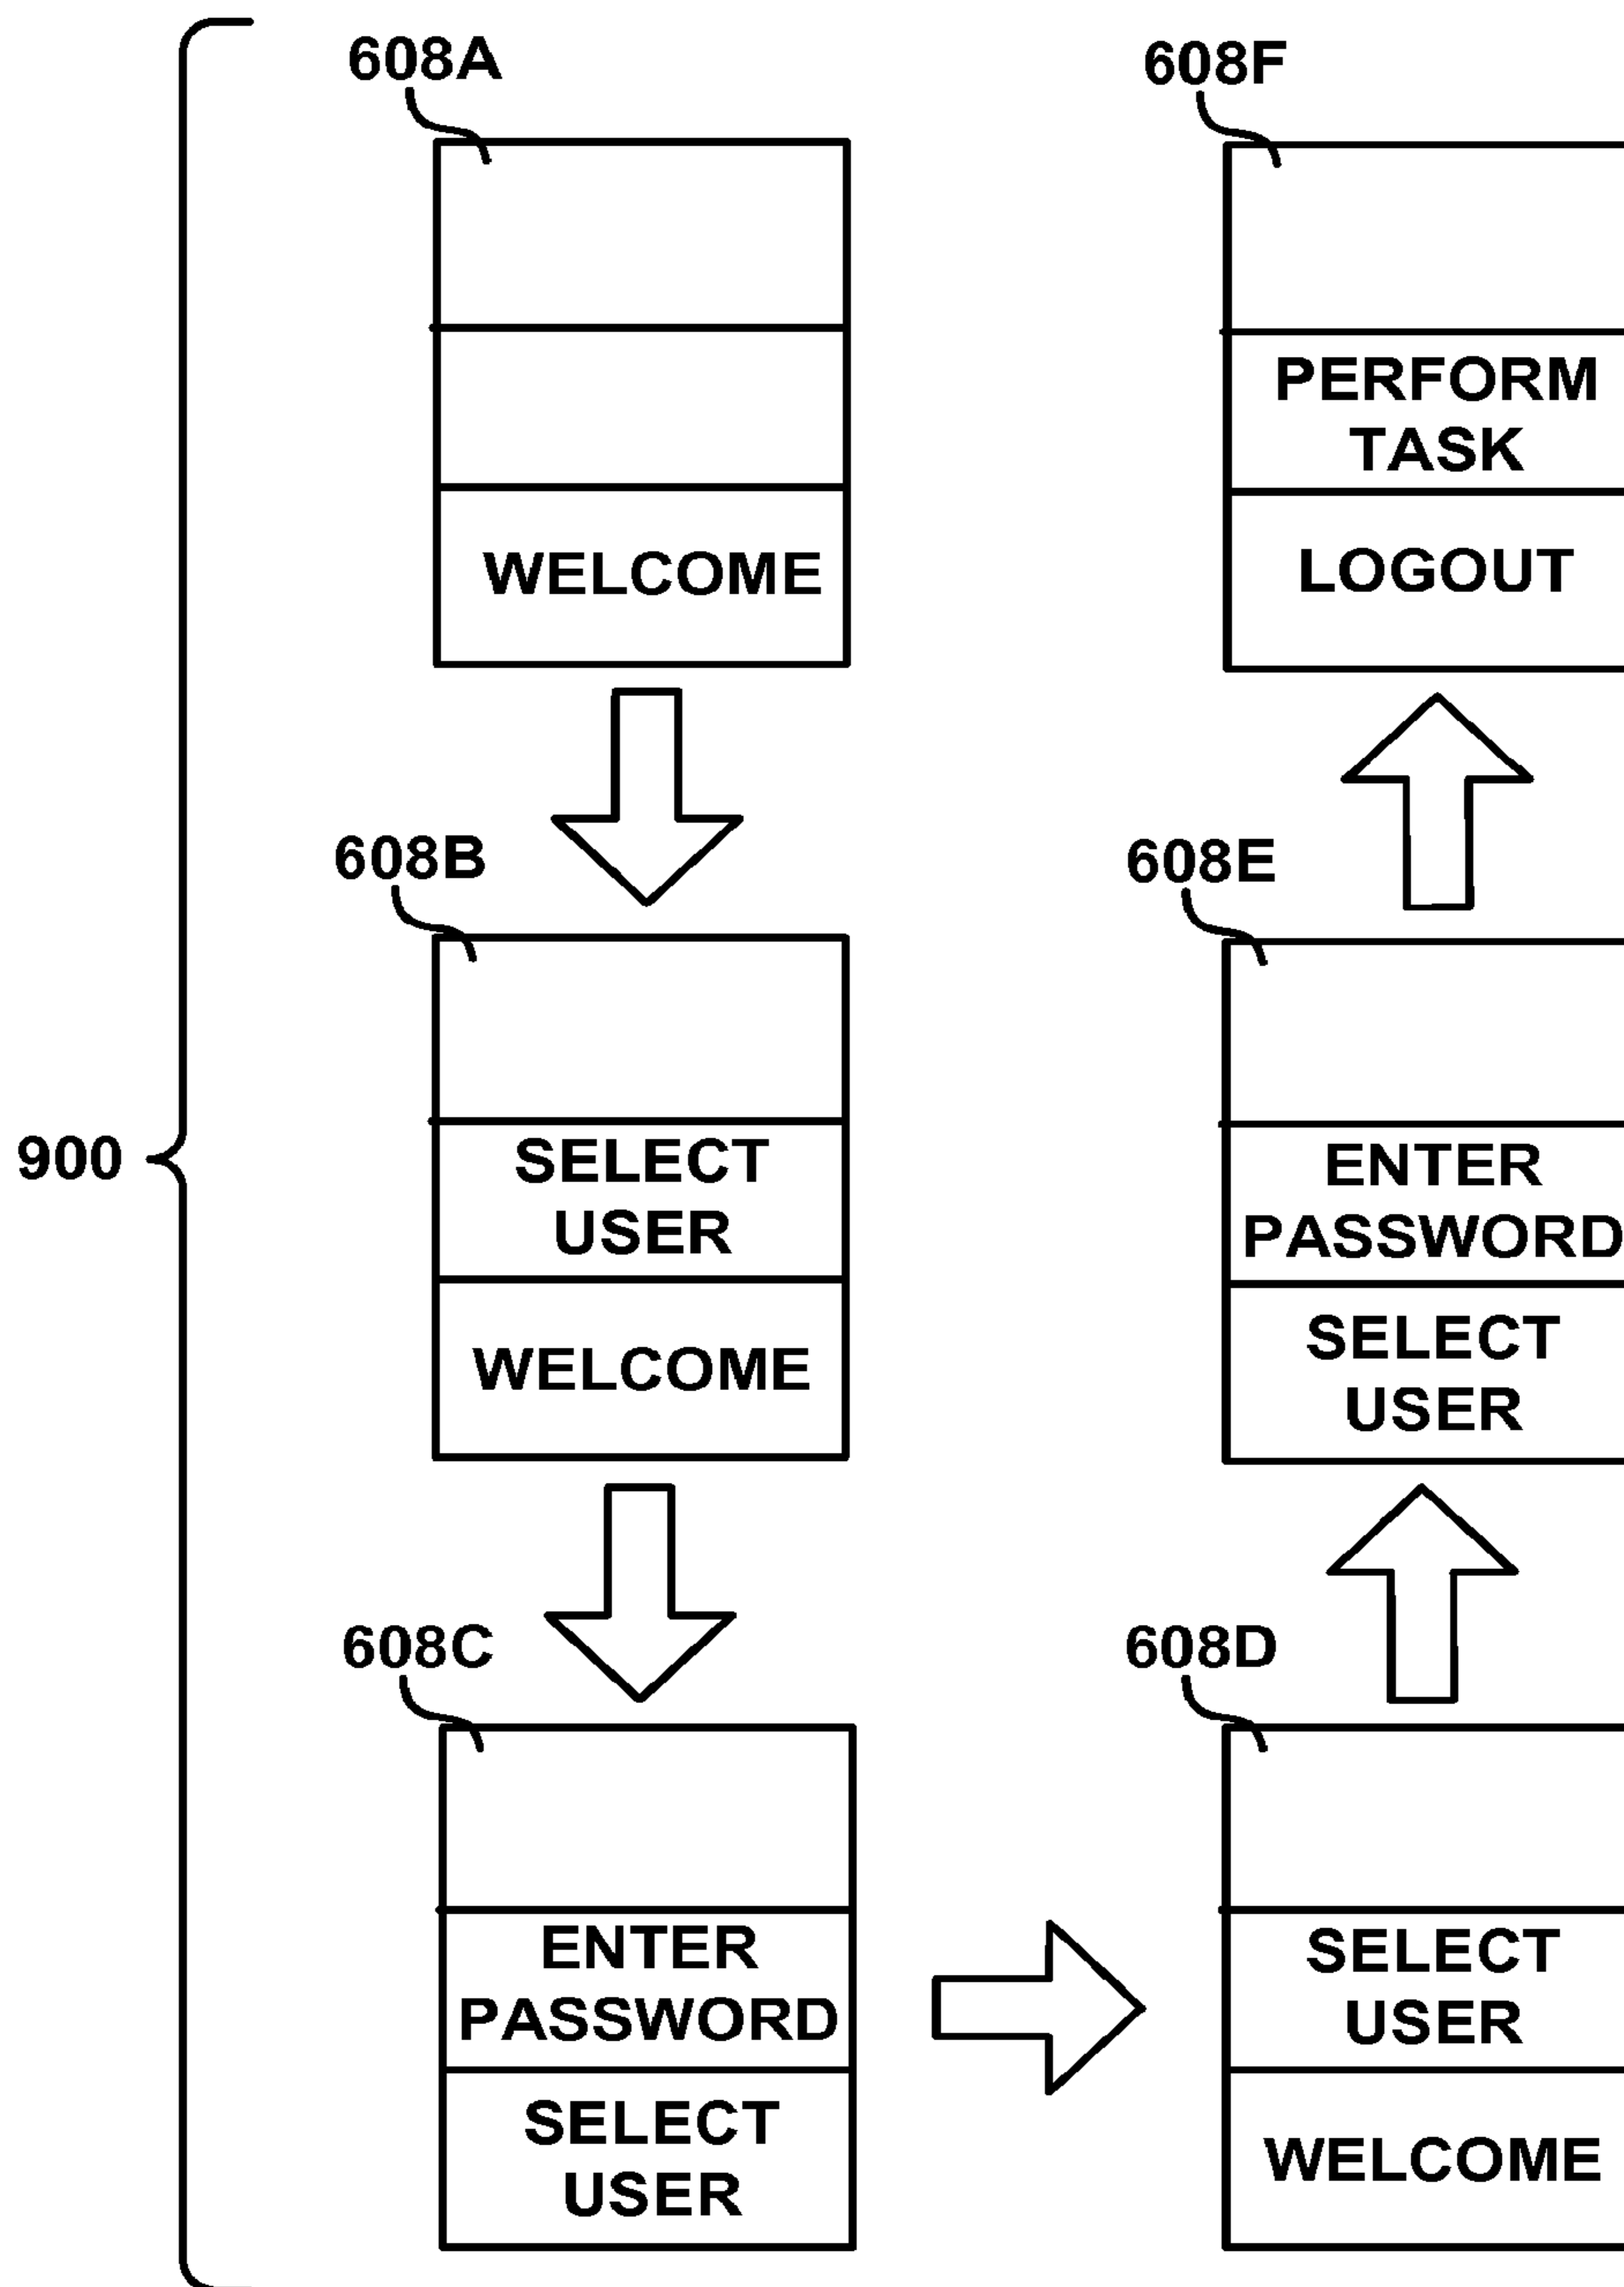 608A
WELCOME
608B
SELECT
USER
WELCOME
900
608C
ENTER
PASSWORD
SELECT
USER
608D
SELECT
USER
WELCOME
608E
ENTER
PASSWORD
SELECT
USER
608F
PERFORM
TASK
LOGOUT